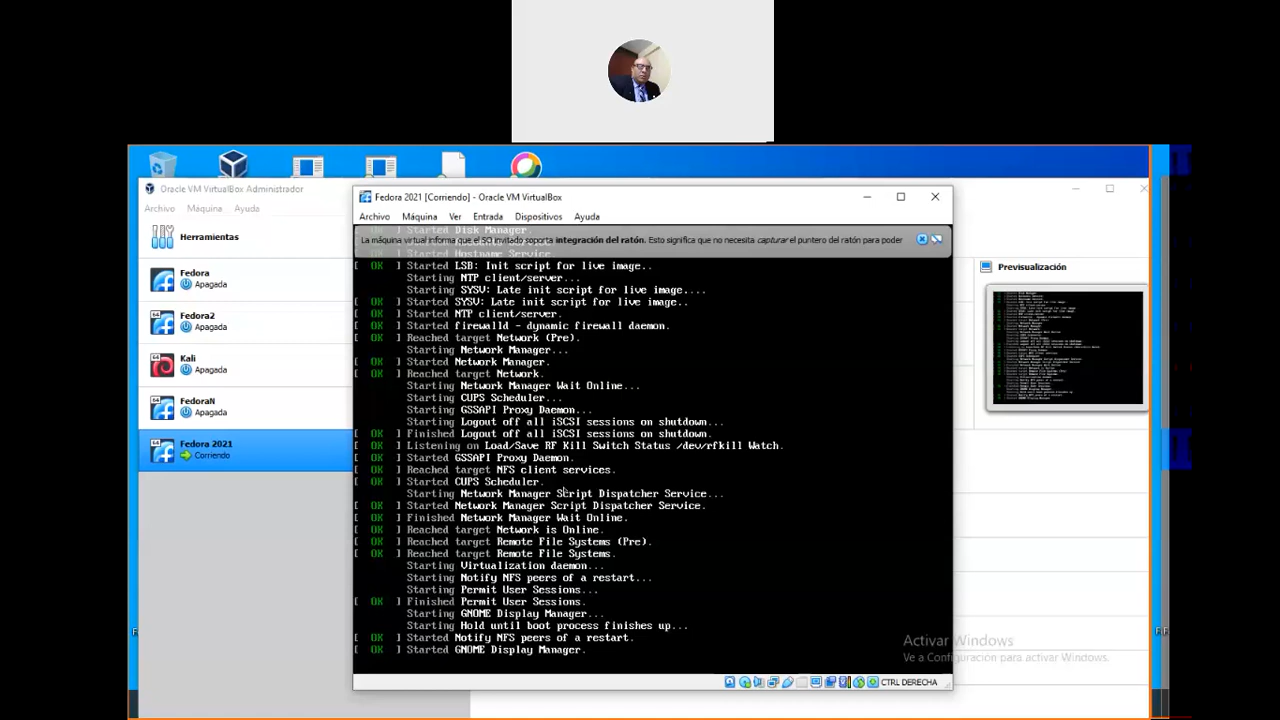 Oracle VM VirtualBox Administrador
Archivo Máquina Ayuda
Herramientas
Fedora
Apagada
Fedora2
Apagada
Kali
Apagada
FedoraN
Apagada
Fedora 2021
Corriendo
Fedora 2021 [Corriendo] - Oracle VM VirtualBox
Archivo Máquina Ver Entrada Dispositivos Ayuda
Started Disk Manager.
La máquina virtual informa que el SO invitado soporta integración del ratón. Esto significa que no necesita capturar el puntero del ratón para poder
Hostname Service
[ OK ] Started LSB: Init script for live image..
Starting NTP client/server...
Starting SYSV: Late init script for live image....
[ OK ] Started SYSV: Late init script for live image..
[ OK ] Started NTP client/server.
[ OK ] Started firewalld - dynamic firewall daemon.
[ OK ] Reached target Network (Pre).
Starting Network Manager...
[ OK ] Started Network Manager.
[ OK ] Reached target Network.
Starting Network Manager Wait Online...
Starting CUPS Scheduler...
Starting GSSAPI Proxy Daemon...
Starting Logout off all iSCSI sessions on shutdown...
[ OK ] Finished Logout off all iSCSI sessions on shutdown.
[ OK ] Listening on Load/Save RF Kill Switch Status /dev/rfkill Watch.
[ OK ] Started GSSAPI Proxy Daemon.
[ OK ] Reached target NFS client services.
[ OK ] Started CUPS Scheduler.
Starting Network Manager Script Dispatcher Service...
[ OK ] Started Network Manager Script Dispatcher Service.
[ OK ] Finished Network Manager Wait Online.
[ OK ] Reached target Network is Online.
[ OK ] Reached target Remote File Systems (Pre).
[ OK ] Reached target Remote File Systems.
Starting Virtualization daemon...
Starting Notify NFS peers of a restart...
Starting Permit User Sessions...
[ OK ] Finished Permit User Sessions.
Starting GNOME Display Manager...
Starting Hold until boot process finishes up...
[ OK ] Started Notify NFS peers of a restart.
[ OK ] Started GNOME Display Manager.
CTRL DERECHA
Previsualización
Activar Windows
Ve a Configuración para activar Windows.